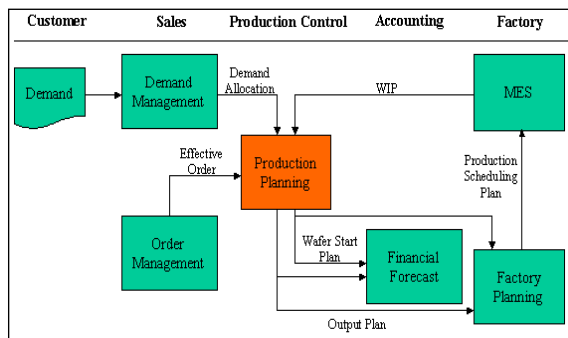 Customer Sales Production Control Accounting Factory
Demand
Demand
Management
Demand
Allocation
WIP
MES
Effective
Order
Production
Planning
Production
Scheduling
Plan
Order
Management
Wafer Start
Plan
Financial
Forecast
Factory
Planning
Output Plan